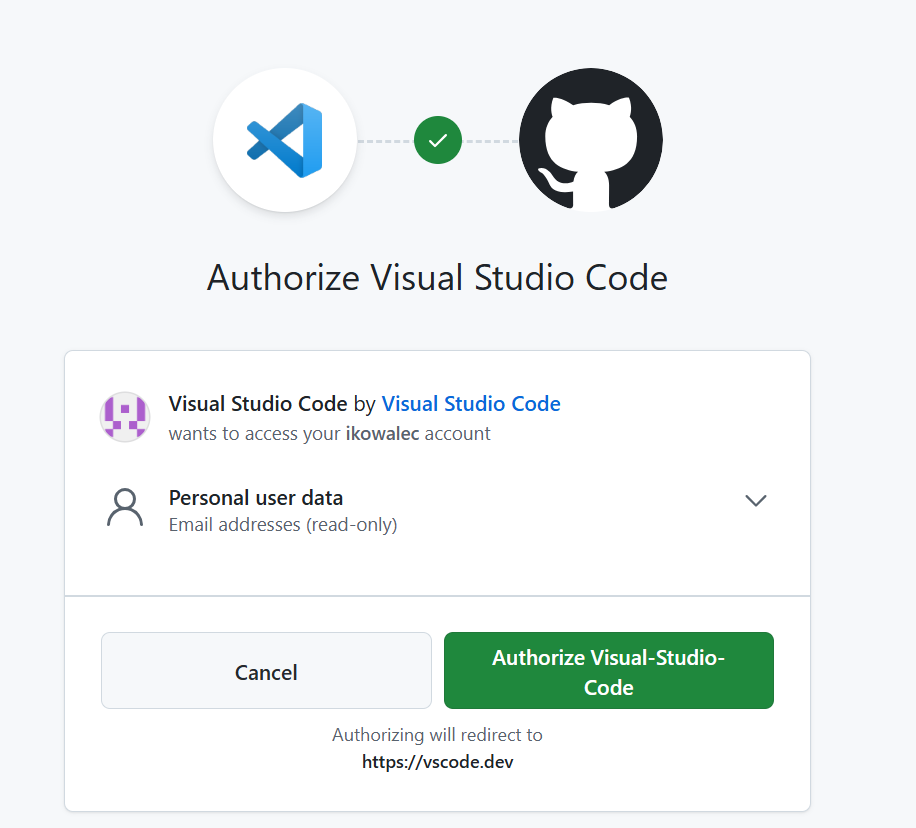 Authorize Visual Studio Code
Visual Studio Code by Visual Studio Code
wants to access your ikowalec account
Personal user data
Email addresses (read-only)
Cancel
Authorize Visual-Studio-
Code
Authorizing will redirect to
https://vscode.dev